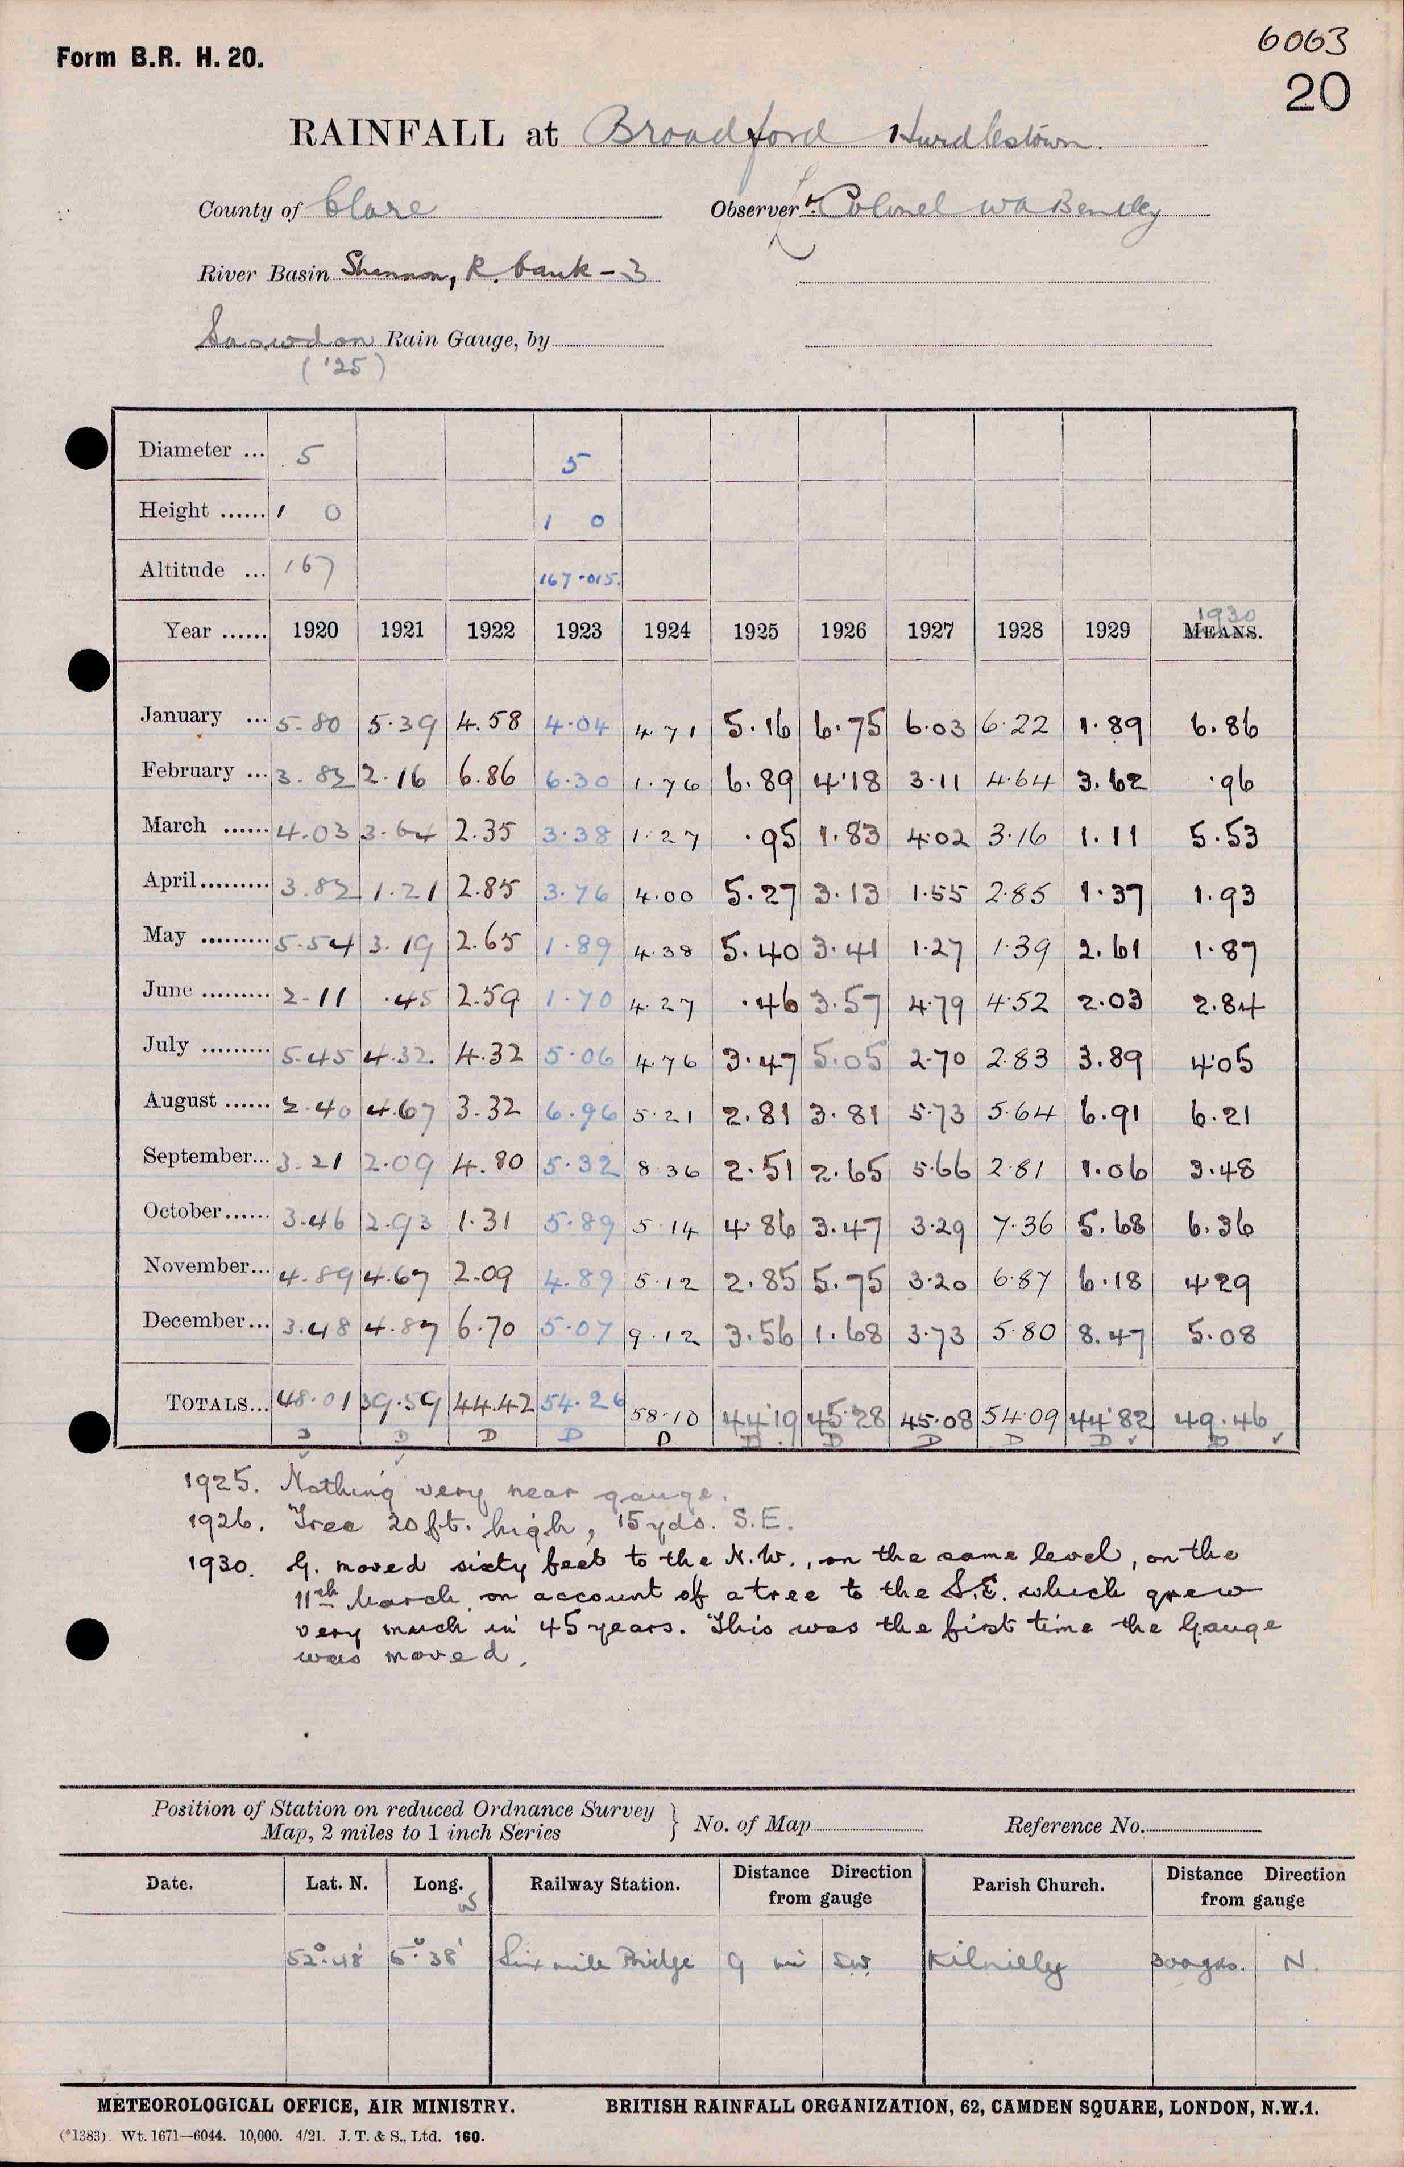 6063
Form B.R. H. 20.
20
RAINFALL at Broadford Hurdlestown.
County of Clare Observer Lt. Colonel W A Bentley
River Basin Shannon, R. bank - 3
Snowdon Rain Gauge, by
('25)
Diameter ... 5 5
Height ...... 1 0 1 0
Altitude ... 167 167.015.
1930
Year ...... 1920 1921 1922 1923 1924 1925 1926 1927 1928 1929 MEANS.
January ... 5.80 5.39 4.58 4.04 4.71 5.16 6.75 6.03 6.22 1.89 6.86
February ... 3.82 2.16 6.86 6.30 1.76 6.89 4.18 3.11 4.64 3.62 .96
March ...... 4.03 3.64 2.35 3.38 1.27 .95 1.83 4.02 3.16 1.11 5.53
April......... 3.82 1.21 2.85 3.76 4.00 5.27 3.13 1.55 2.85 1.37 1.93
May ......... 5.54 3.19 2.65 1.89 4.38 5.40 3.41 1.27 1.39 2.61 1.87
June ......... 2.11 .45 2.59 1.70 4.27 .46 3.57 4.79 4.52 2.03 2.84
July ......... 5.45 4.32. 4.32 5.06 4.76 3.47 5.05 2.70 2.83 3.89 4.05
August ...... 2.40 4.67 3.32 6.96 5.21 2.81 3.81 5.73 5.64 6.91 6.21
September... 3.21 2.09 4.80 5.32 8.36 2.51 2.65 5.66 2.81 1.06 3.48
October...... 3.46 2.93 1.31 5.89 5.14 4.86 3.47 3.29 7.36 5.68 6.36
November... 4.89 4.67 2.09 4.89 5.12 2.85 5.75 3.20 6.87 6.18 4.29
December... 3.48 4.87 6.70 5.07 9.12 3.56 1.68 3.73 5.80 8.47 5.08
TOTALS... 48.01 39.59 44.42 54.26 58.10 44.19 45.28 45.08 54.09 44.82 49.46
D D D D D D D D D D ✓ D ✓
1925. Nothing very near gauge.
1926. Tree 20 ft. high, 15 yds. S.E.
1930. G. moved sixty feet to the N.W., on the same level, on the
11th March, on account of a tree to the S.E. which grew
very much in 45 years. This was the first time the Gauge
was moved.
Position of Station on reduced Ordnance Survey
Map, 2 miles to 1 inch Series } No. of Map Reference No.
Date. Lat. N. Long. W Railway Station. Distance Direction from gauge Parish Church. Distance Direction from gauge
52°.48' 6°.38' Six mile Bridge 9 mi SW. 300 yds. N.
METEOROLOGICAL OFFICE, AIR MINISTRY. BRITISH RAINFALL ORGANIZATION, 62, CAMDEN SQUARE, LONDON, N.W.1.
(*1383) Wt. 1671—6044. 10,000. 4/21. J. T. & S., Ltd. 160.